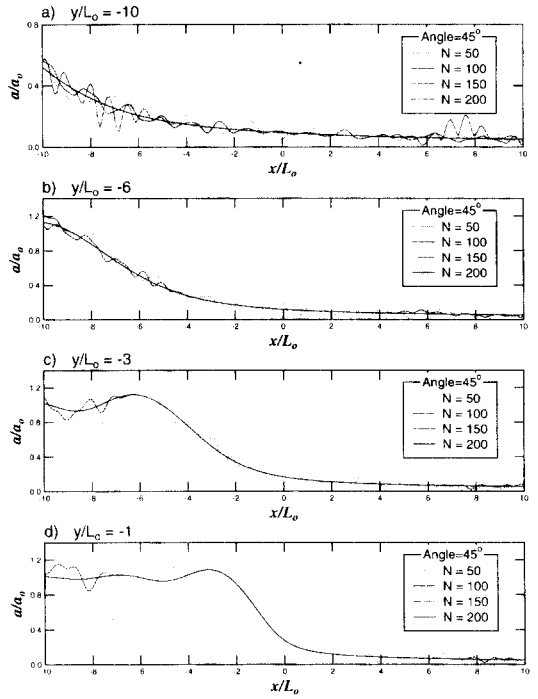 a) y/Lₒ = -10
0.8
0.4
0.0
a/aₒ
Angle=45°
N = 50
N = 100
N = 150
N = 200
-10 -8 -6 -4 -2 0 2 4 6 8 10
x/Lₒ
b) y/Lₒ = -6
1.2
0.8
0.4
0.0
a/aₒ
Angle=45°
N = 50
N = 100
N = 150
N = 200
-10 -8 -6 -4 -2 0 2 4 6 8 10
x/Lₒ
c) y/Lₒ = -3
1.2
0.8
0.4
0.0
a/aₒ
Angle=45°
N = 50
N = 100
N = 150
N = 200
-10 -8 -6 -4 -2 0 2 4 6 8 10
x/Lₒ
d) y/Lₒ = -1
1.2
0.8
0.4
0.0
a/aₒ
Angle=45°
N = 50
N = 100
N = 150
N = 200
-10 -8 -6 -4 -2 0 2 4 6 8 10
x/Lₒ